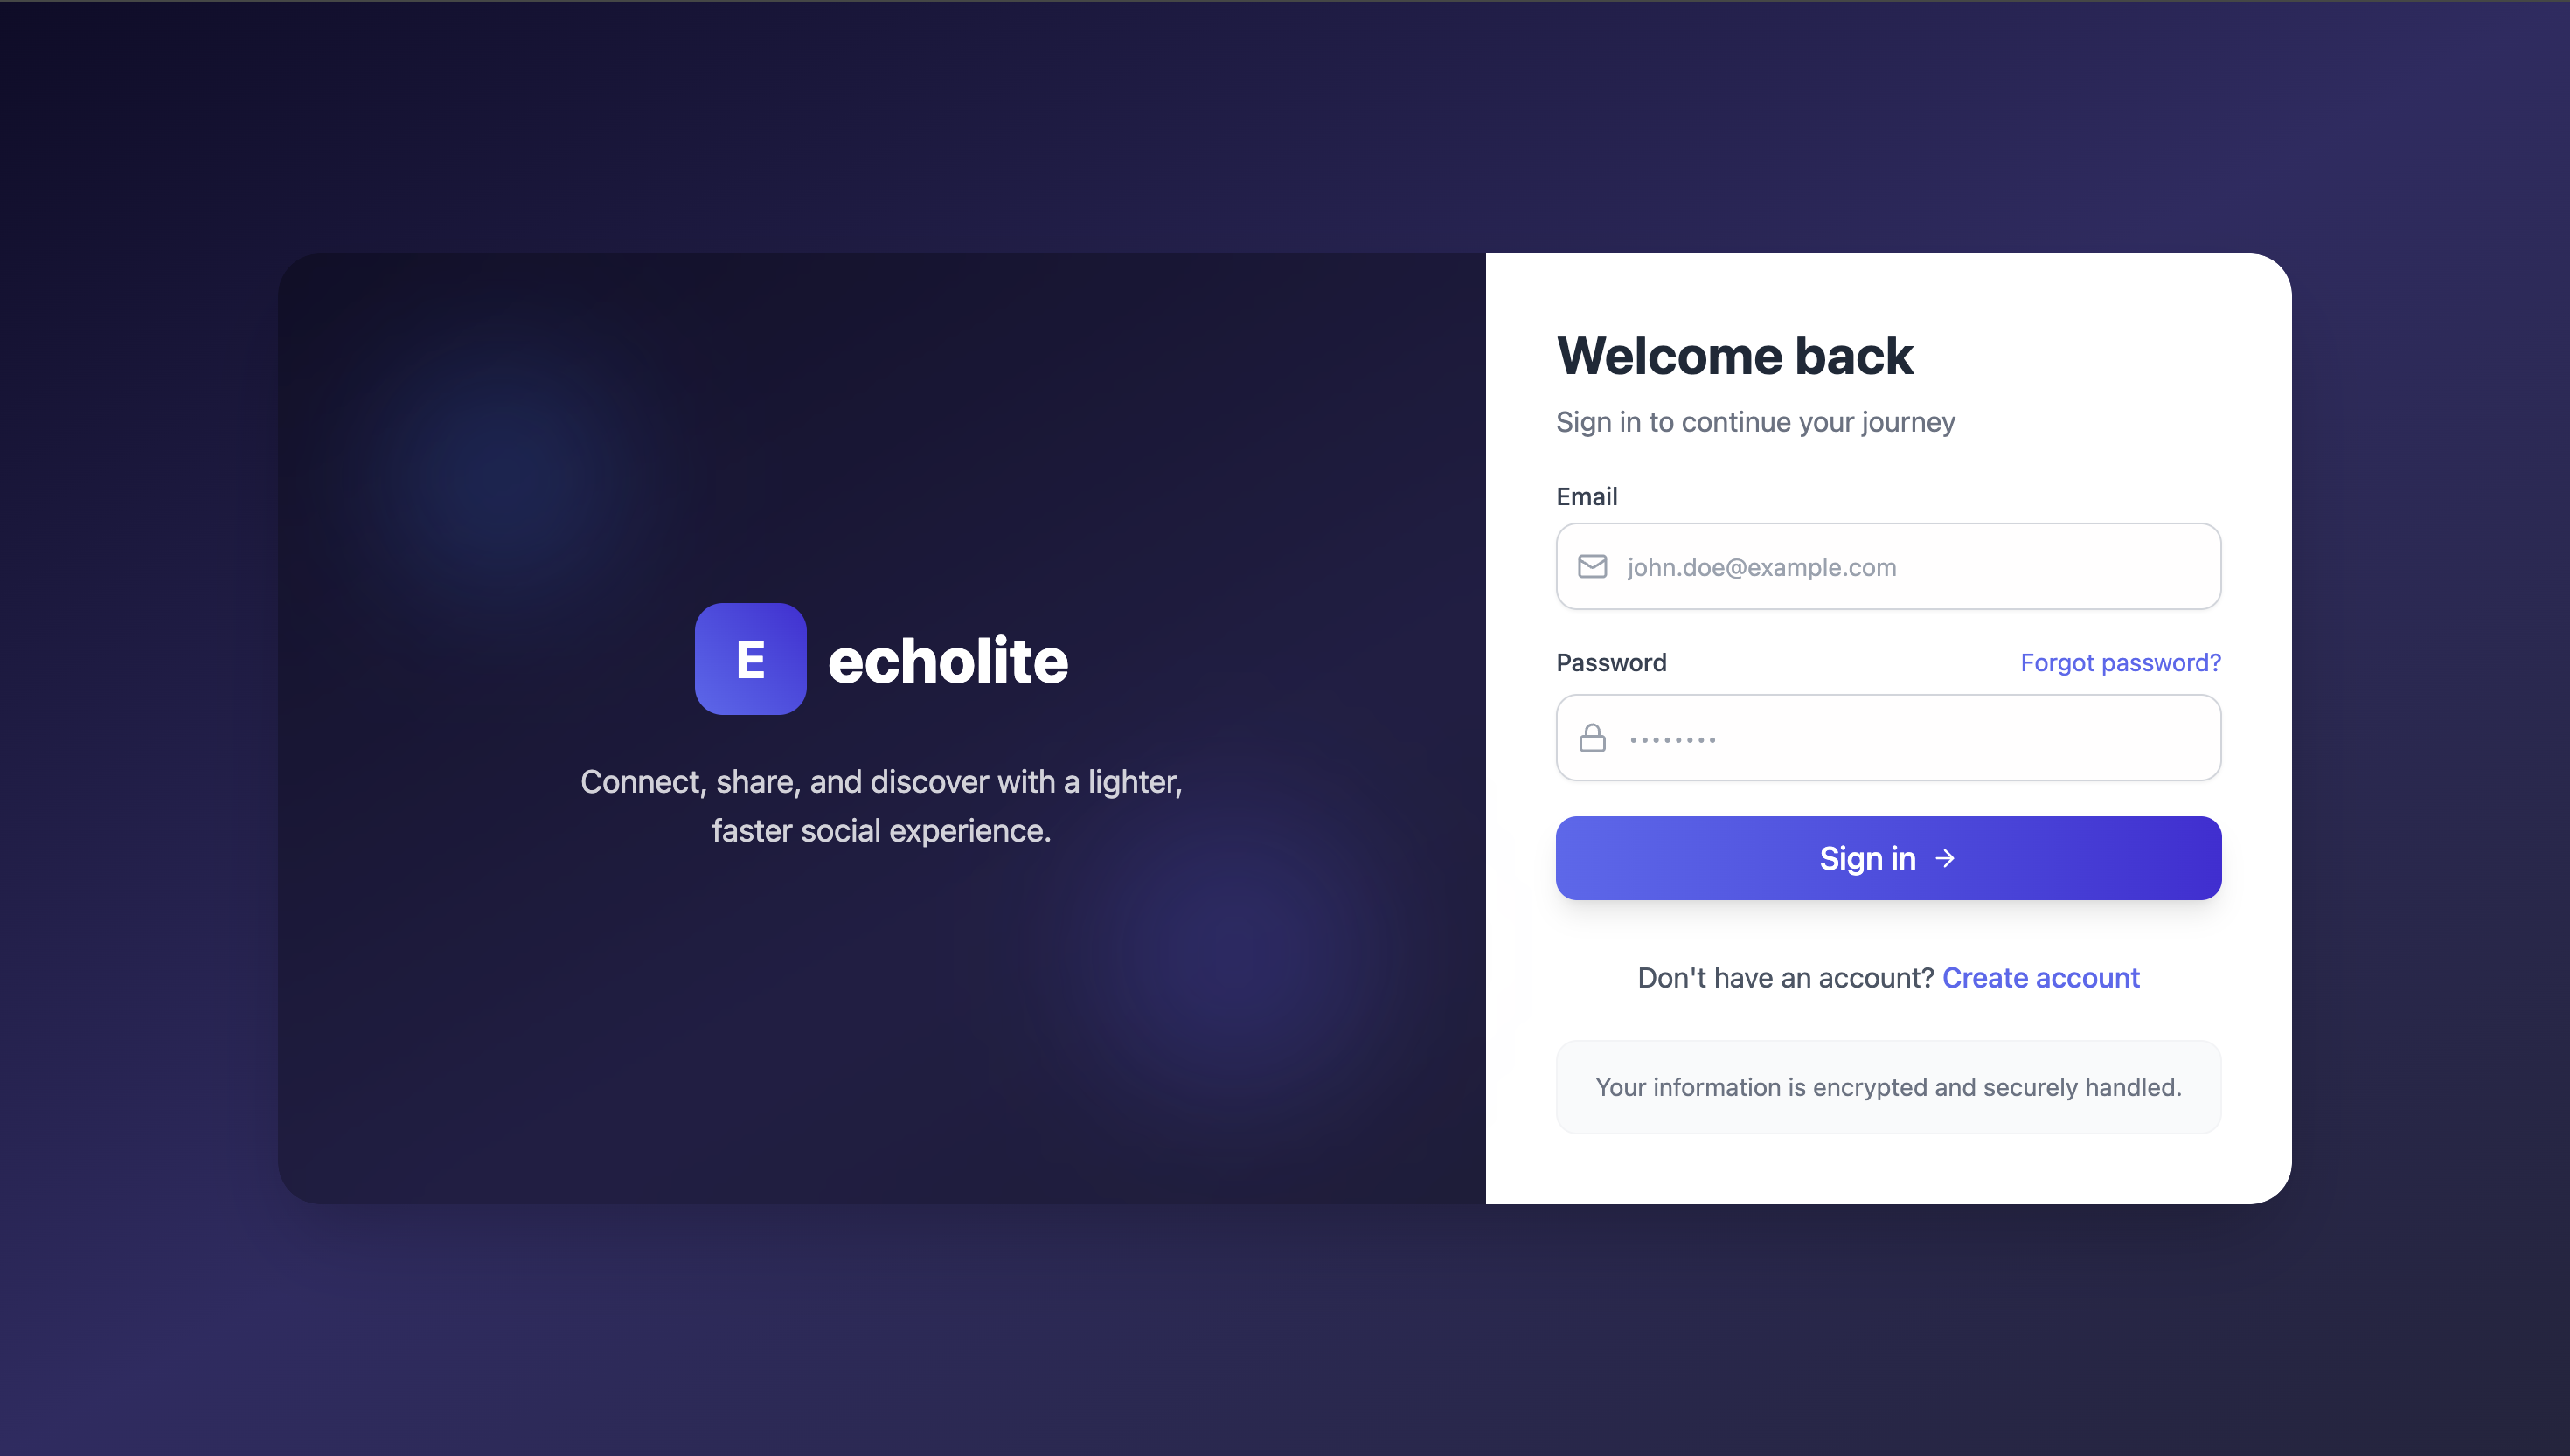 E echolite
Connect, share, and discover with a lighter,
faster social experience.
Welcome back
Sign in to continue your journey
Email
john.doe@example.com
Password Forgot password?
••••••••
Sign in →
Don't have an account? Create account
Your information is encrypted and securely handled.